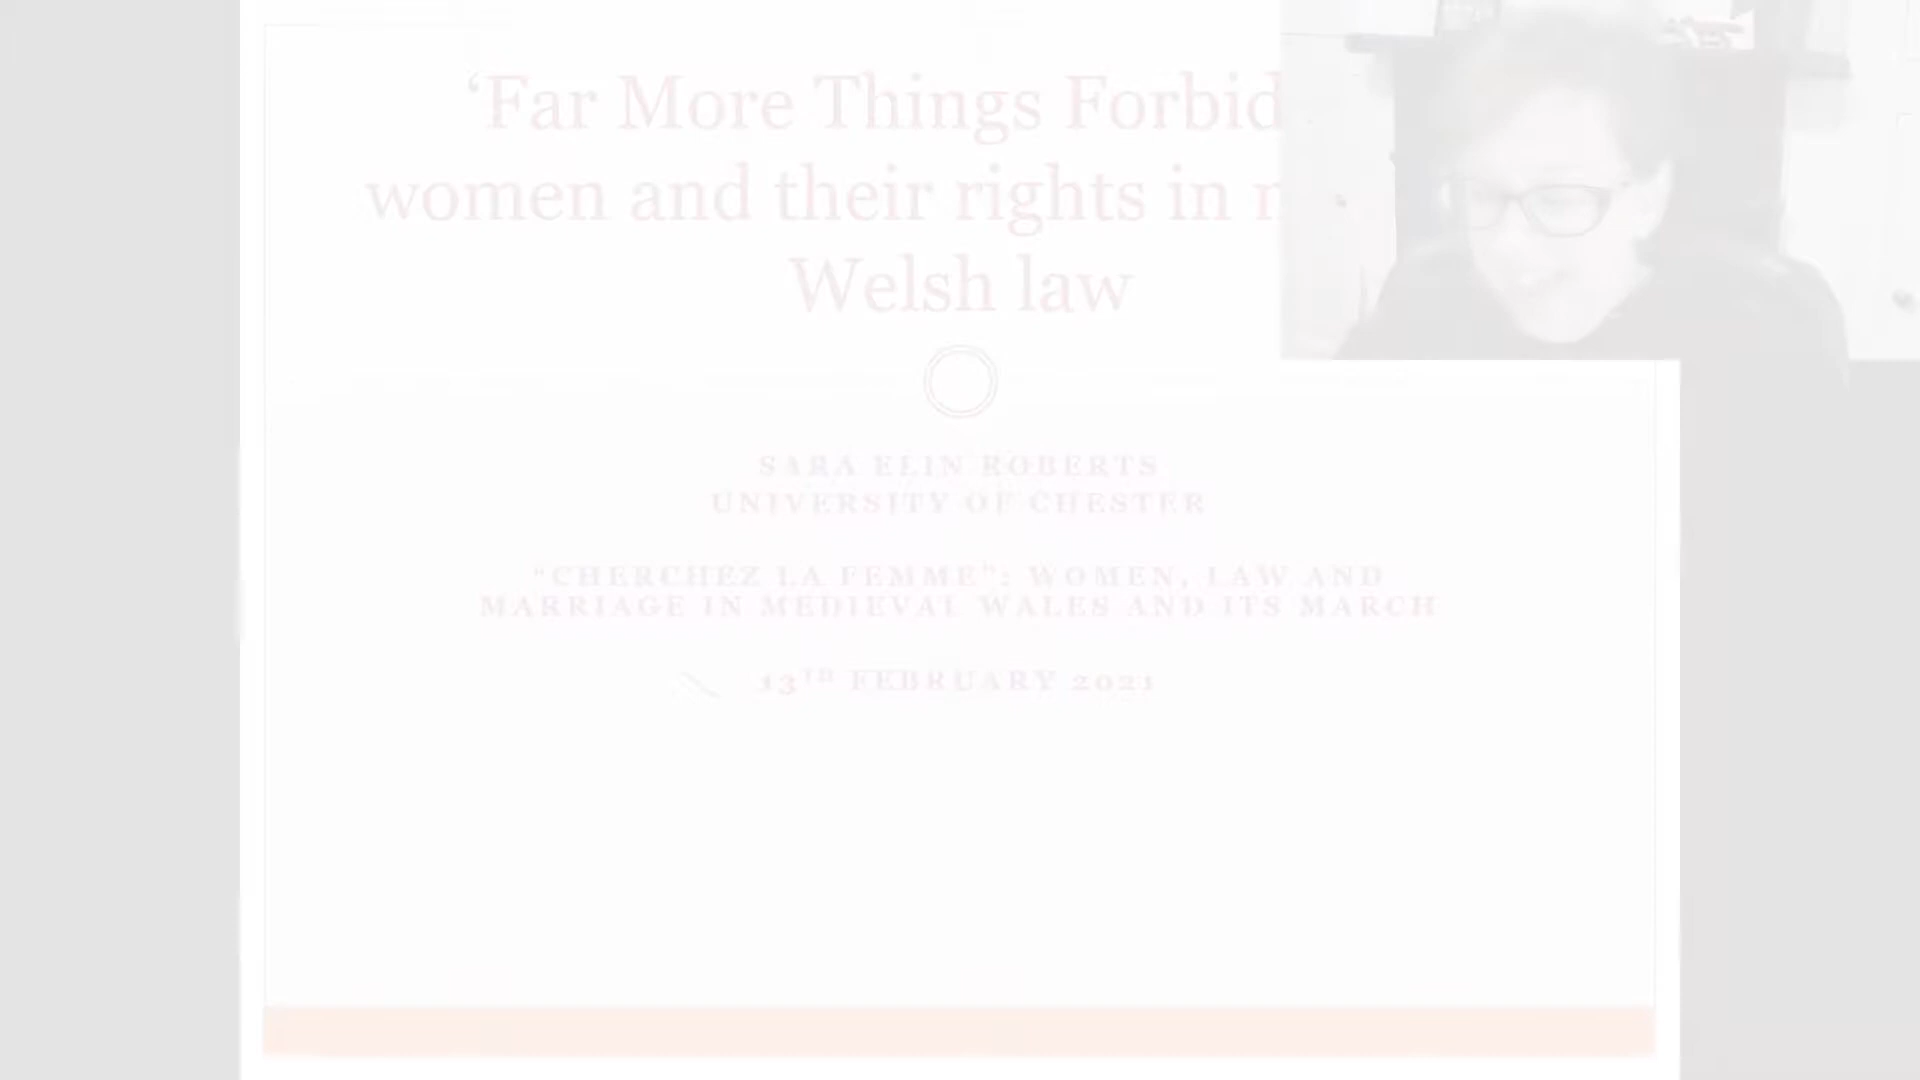 ‘Far More Things Forbid
women and their rights in
Welsh law
SARA ELIN ROBERTS
UNIVERSITY OF CHESTER
“CHERCHEZ LA FEMME”: WOMEN, LAW AND
MARRIAGE IN MEDIEVAL WALES AND ITS MARCH
13TH FEBRUARY 2021